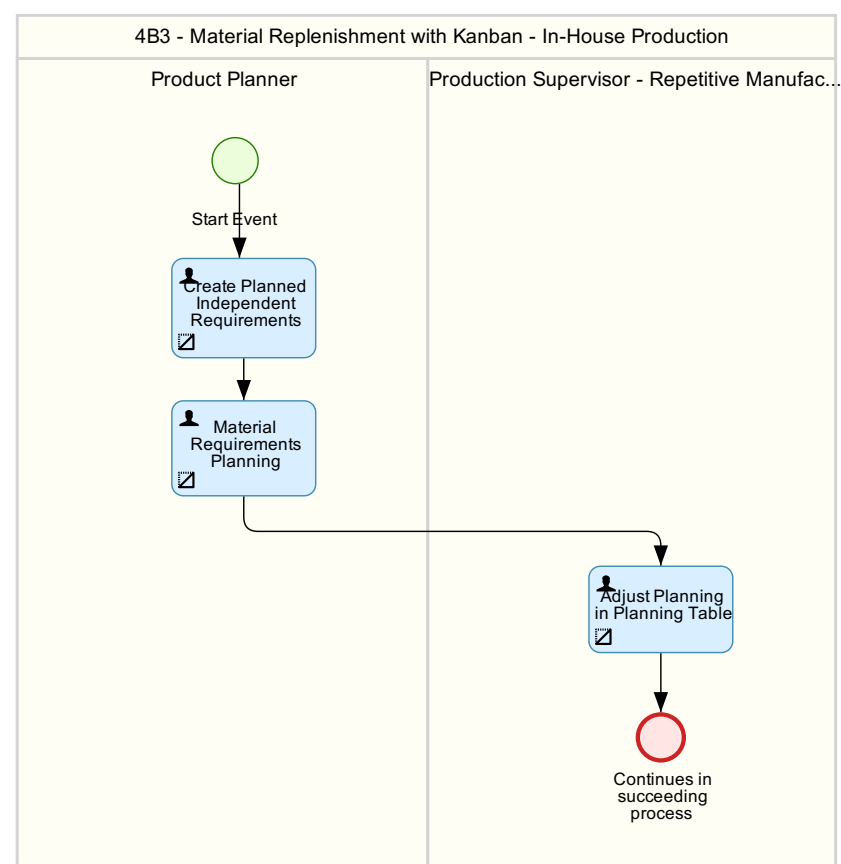 4B3 - Material Replenishment with Kanban - In-House Production
Product Planner
Production Supervisor - Repetitive Manufac...
Start Event
Create Planned
Independent
Requirements
Material
Requirements
Planning
Adjust Planning
in Planning Table
Continues in
succeeding
process